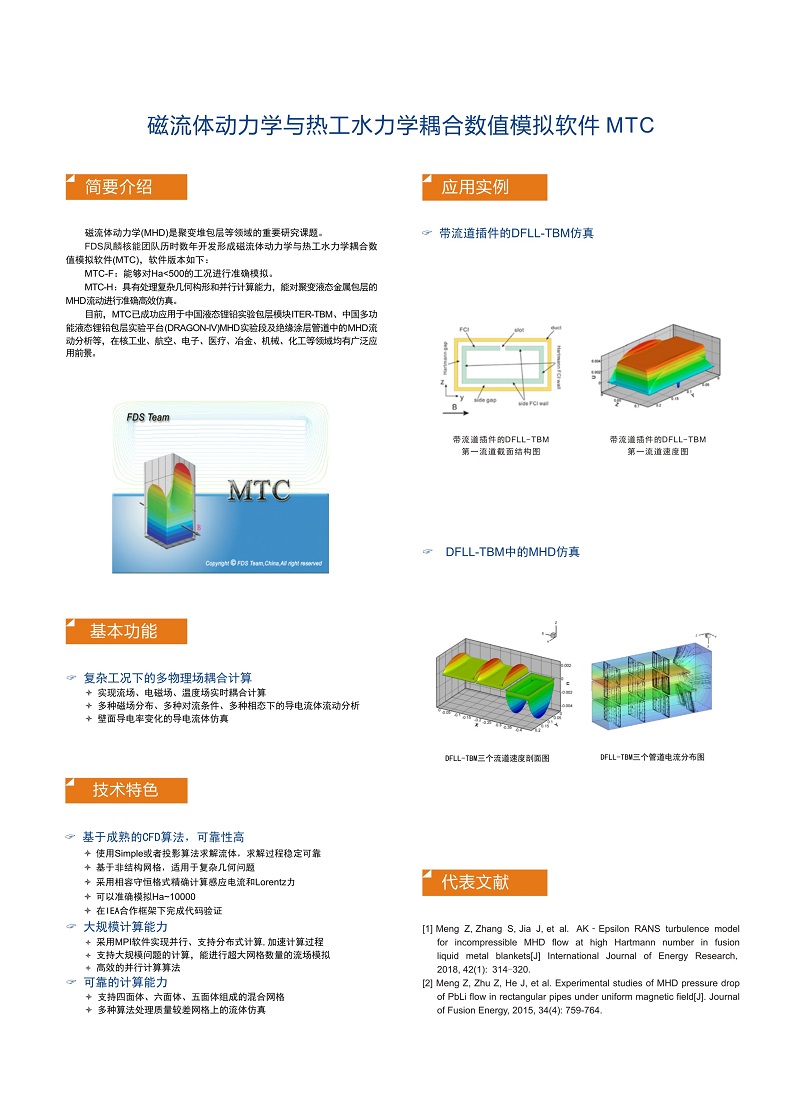 磁流体动力学与热工水力学耦合数值模拟软件 MTC
简要介绍
磁流体动力学(MHD)是聚变堆包层等领域的重要研究课题。
FDS凤麟核能团队历时数年开发形成磁流体动力学与热工水力学耦合数
值模拟软件(MTC)，软件版本如下：
MTC-F：能够对Ha<500的工况进行准确模拟。
MTC-H：具有处理复杂几何构形和并行计算能力，能对聚变液态金属包层的
MHD流动进行准确高效仿真。
目前，MTC已成功应用于中国液态锂铅实验包层模块ITER-TBM、中国多功
能液态锂铅包层实验平台(DRAGON-IV)MHD实验段及绝缘涂层管道中的MHD流
动分析等，在核工业、航空、电子、医疗、冶金、机械、化工等领域均有广泛应
用前景。
FDS Team
MTC
B
Copyright © FDS Team,China,All right reserved
基本功能
☞ 复杂工况下的多物理场耦合计算
实现流场、电磁场、温度场实时耦合计算
多种磁场分布、多种对流条件、多种相态下的导电流体流动分析
壁面导电率变化的导电流体仿真
技术特色
☞ 基于成熟的CFD算法，可靠性高
使用Simple或者投影算法求解流体，求解过程稳定可靠
基于非结构网格，适用于复杂几何问题
采用相容守恒格式精确计算感应电流和Lorentz力
可以准确模拟Ha~10000
在IEA合作框架下完成代码验证
☞ 大规模计算能力
采用MPI软件实现并行、支持分布式计算,加速计算过程
支持大规模问题的计算，能进行超大网格数量的流场模拟
高效的并行计算算法
☞ 可靠的计算能力
支持四面体、六面体、五面体组成的混合网格
多种算法处理质量较差网格上的流体仿真
应用实例
☞ 带流道插件的DFLL-TBM仿真
FCI
slot
duct
Hartmann gap
Hartmann FCI wall
side gap
side FCI wall
Z
y
B
带流道插件的DFLL-TBM
第一流道截面结构图
带流道插件的DFLL-TBM
第一流道速度图
☞ DFLL-TBM中的MHD仿真
DFLL-TBM三个流道速度剖面图
DFLL-TBM三个管道电流分布图
代表文献
[1] Meng Z, Zhang S, Jia J, et al. AK‐Epsilon RANS turbulence model
for incompressible MHD flow at high Hartmann number in fusion
liquid metal blankets[J] International Journal of Energy Research,
2018, 42(1): 314–320.
[2] Meng Z, Zhu Z, He J, et al. Experimental studies of MHD pressure drop
of PbLi flow in rectangular pipes under uniform magnetic field[J]. Journal
of Fusion Energy, 2015, 34(4): 759-764.